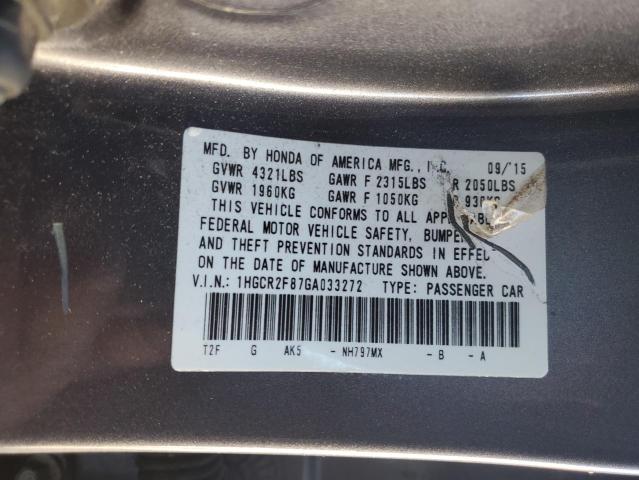 MFD. BY HONDA OF AMERICA MFG., INC. 09/'15
GVWR 4321LBS GAWR F 2315LBS R 2050LBS
GVWR 1960KG GAWR F 1050KG 930KG
THIS VEHICLE CONFORMS TO ALL
FEDERAL MOTOR VEHICLE SAFETY,
AND THEFT PREVENTION STANDARDS IN
ON THE DATE OF MANUFACTURE SHOWN ABOVE.
V.I.N.: 1HGCR2F87GA033272 TYPE: PASSENGER CAR
T2F G AK5 - NH797MX - B - A